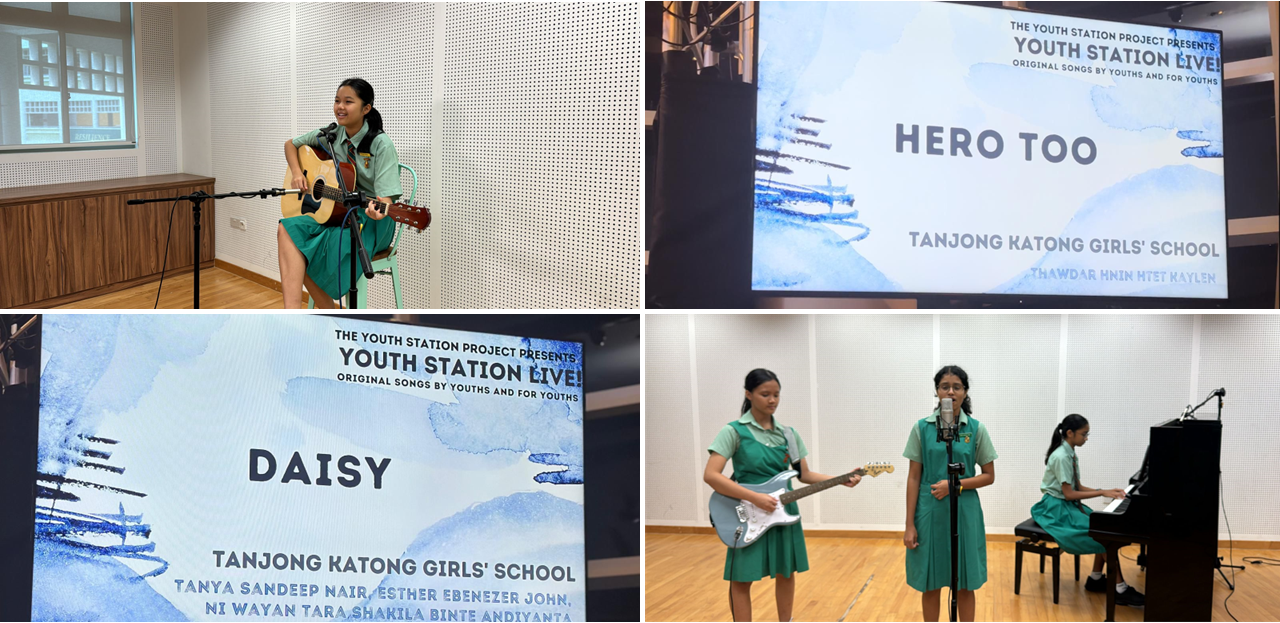 THE YOUTH STATION PROJECT PRESENTS
YOUTH STATION LIVE!
ORIGINAL SONGS BY YOUTHS AND FOR YOUTHS
HERO TOO
TANJONG KATONG GIRLS' SCHOOL
THAWDAR HNIN HTET KAYLEN
THE YOUTH STATION PROJECT PRESENTS
YOUTH STATION LIVE!
ORIGINAL SONGS BY YOUTHS AND FOR YOUTHS
DAISY
TANJONG KATONG GIRLS' SCHOOL
TANYA SANDEEP NAIR, ESTHER EBENEZER JOHN,
NI WAYAN TARA, SHAKILA BINTE ANDIYANTA